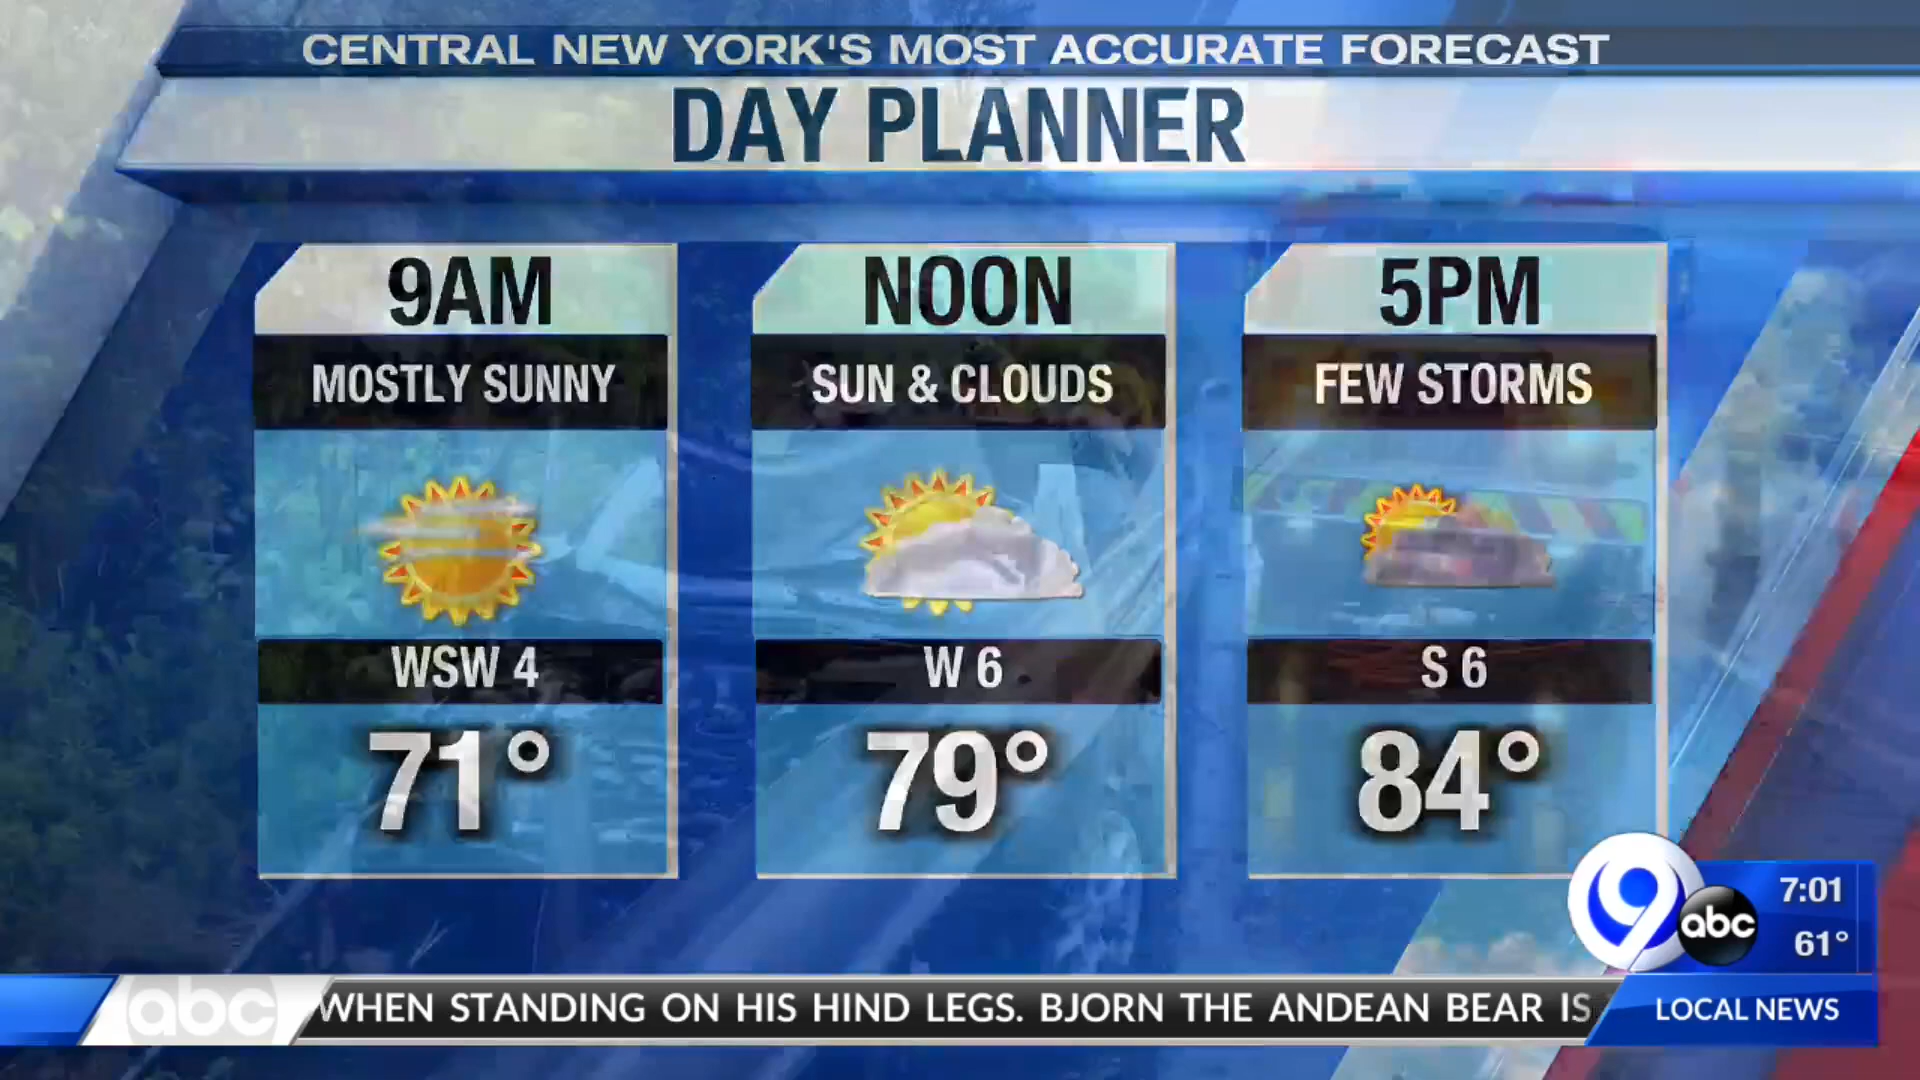 CENTRAL NEW YORK'S MOST ACCURATE FORECAST
DAY PLANNER
9AM
MOSTLY SUNNY
WSW 4
71°
NOON
SUN & CLOUDS
W 6
79°
5PM
FEW STORMS
S 6
84°
9
abc
7:01
61°
abc
WHEN STANDING ON HIS HIND LEGS. BJORN THE ANDEAN BEAR IS
LOCAL NEWS